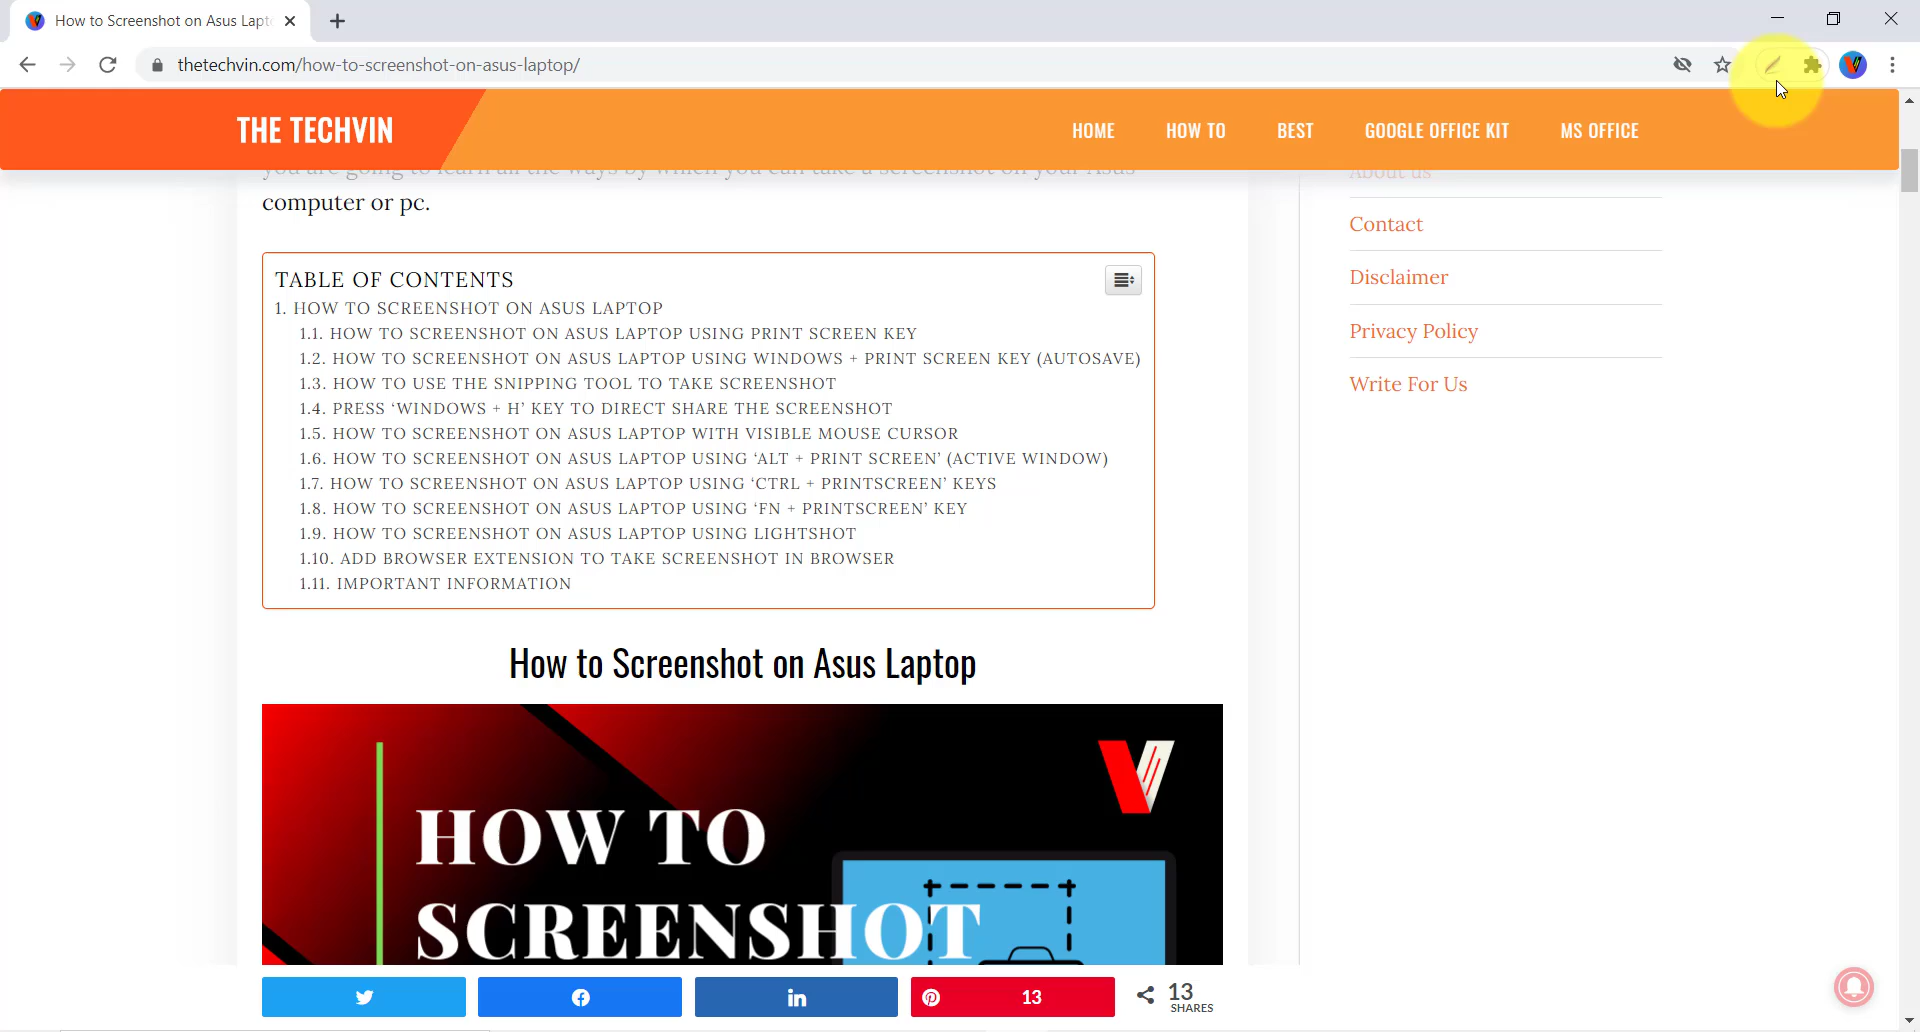 How to Screenshot on Asus Lapt
thetechvin.com/how-to-screenshot-on-asus-laptop/
THE TECHVIN
HOME
HOW TO
BEST
GOOGLE OFFICE KIT
MS OFFICE
you are going to learn all the ways by which you can take a screenshot on your Asus
computer or pc.
TABLE OF CONTENTS
1. HOW TO SCREENSHOT ON ASUS LAPTOP
1.1. HOW TO SCREENSHOT ON ASUS LAPTOP USING PRINT SCREEN KEY
1.2. HOW TO SCREENSHOT ON ASUS LAPTOP USING WINDOWS + PRINT SCREEN KEY (AUTOSAVE)
1.3. HOW TO USE THE SNIPPING TOOL TO TAKE SCREENSHOT
1.4. PRESS ‘WINDOWS + H’ KEY TO DIRECT SHARE THE SCREENSHOT
1.5. HOW TO SCREENSHOT ON ASUS LAPTOP WITH VISIBLE MOUSE CURSOR
1.6. HOW TO SCREENSHOT ON ASUS LAPTOP USING ‘ALT + PRINT SCREEN’ (ACTIVE WINDOW)
1.7. HOW TO SCREENSHOT ON ASUS LAPTOP USING ‘CTRL + PRINTSCREEN’ KEYS
1.8. HOW TO SCREENSHOT ON ASUS LAPTOP USING ‘FN + PRINTSCREEN’ KEY
1.9. HOW TO SCREENSHOT ON ASUS LAPTOP USING LIGHTSHOT
1.10. ADD BROWSER EXTENSION TO TAKE SCREENSHOT IN BROWSER
1.11. IMPORTANT INFORMATION
How to Screenshot on Asus Laptop
HOW TO
SCREENSHOT
13
13
SHARES
About us
Contact
Disclaimer
Privacy Policy
Write For Us